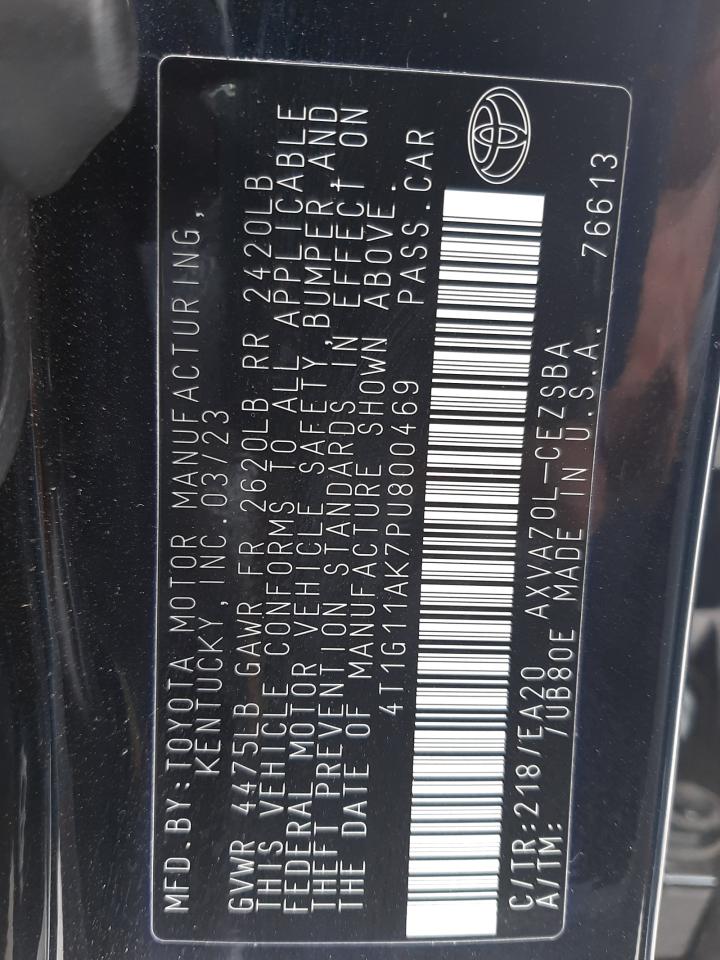 MFD.BY:TOYOTA MOTOR MANUFACTURING,
KENTUCKY, INC.03/23
GVWR 4475LB GAWR FR 2620LB RR 2420LB
THIS VEHICLE CONFORMS TO ALL APPLICABLE
FEDERAL MOTOR VEHICLE SAFETY,BUMPER,AND
THEFT PREVENTION STANDARDS IN EFFECT ON
THE DATE OF MANUFACTURE SHOWN ABOVE.
4T1G11AK7PU800469 PASS.CAR
C/TR:218/EA20 AXVA70L-CEZSBA
A/TM: /UB80E MADE IN U.S.A. 76613